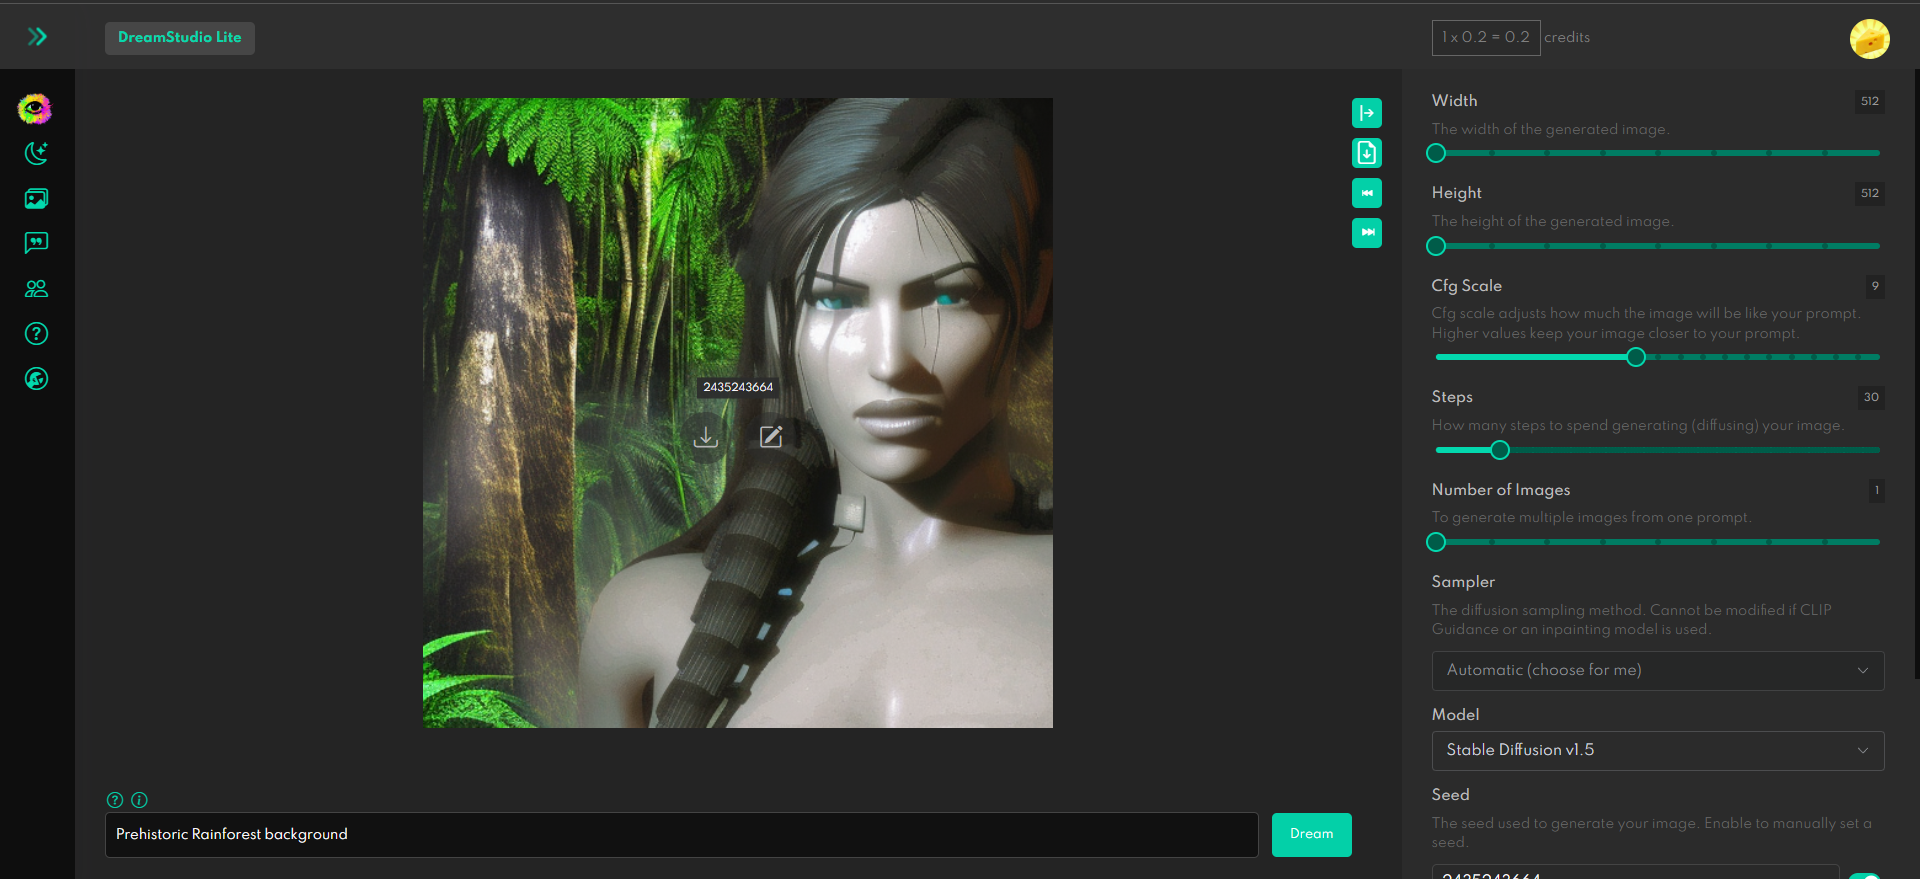 DreamStudio Lite
1 x 0.2 = 0.2 credits
2435243664
Prehistoric Rainforest background
Dream
Width
512
The width of the generated image.
Height
512
The height of the generated image.
Cfg Scale
9
Cfg scale adjusts how much the image will be like your prompt.
Higher values keep your image closer to your prompt.
Steps
30
How many steps to spend generating (diffusing) your image.
Number of Images
1
To generate multiple images from one prompt.
Sampler
The diffusion sampling method. Cannot be modified if CLIP
Guidance or an inpainting model is used.
Automatic (choose for me)
Model
Stable Diffusion v1.5
Seed
The seed used to generate your image. Enable to manually set a
seed.
2435243664